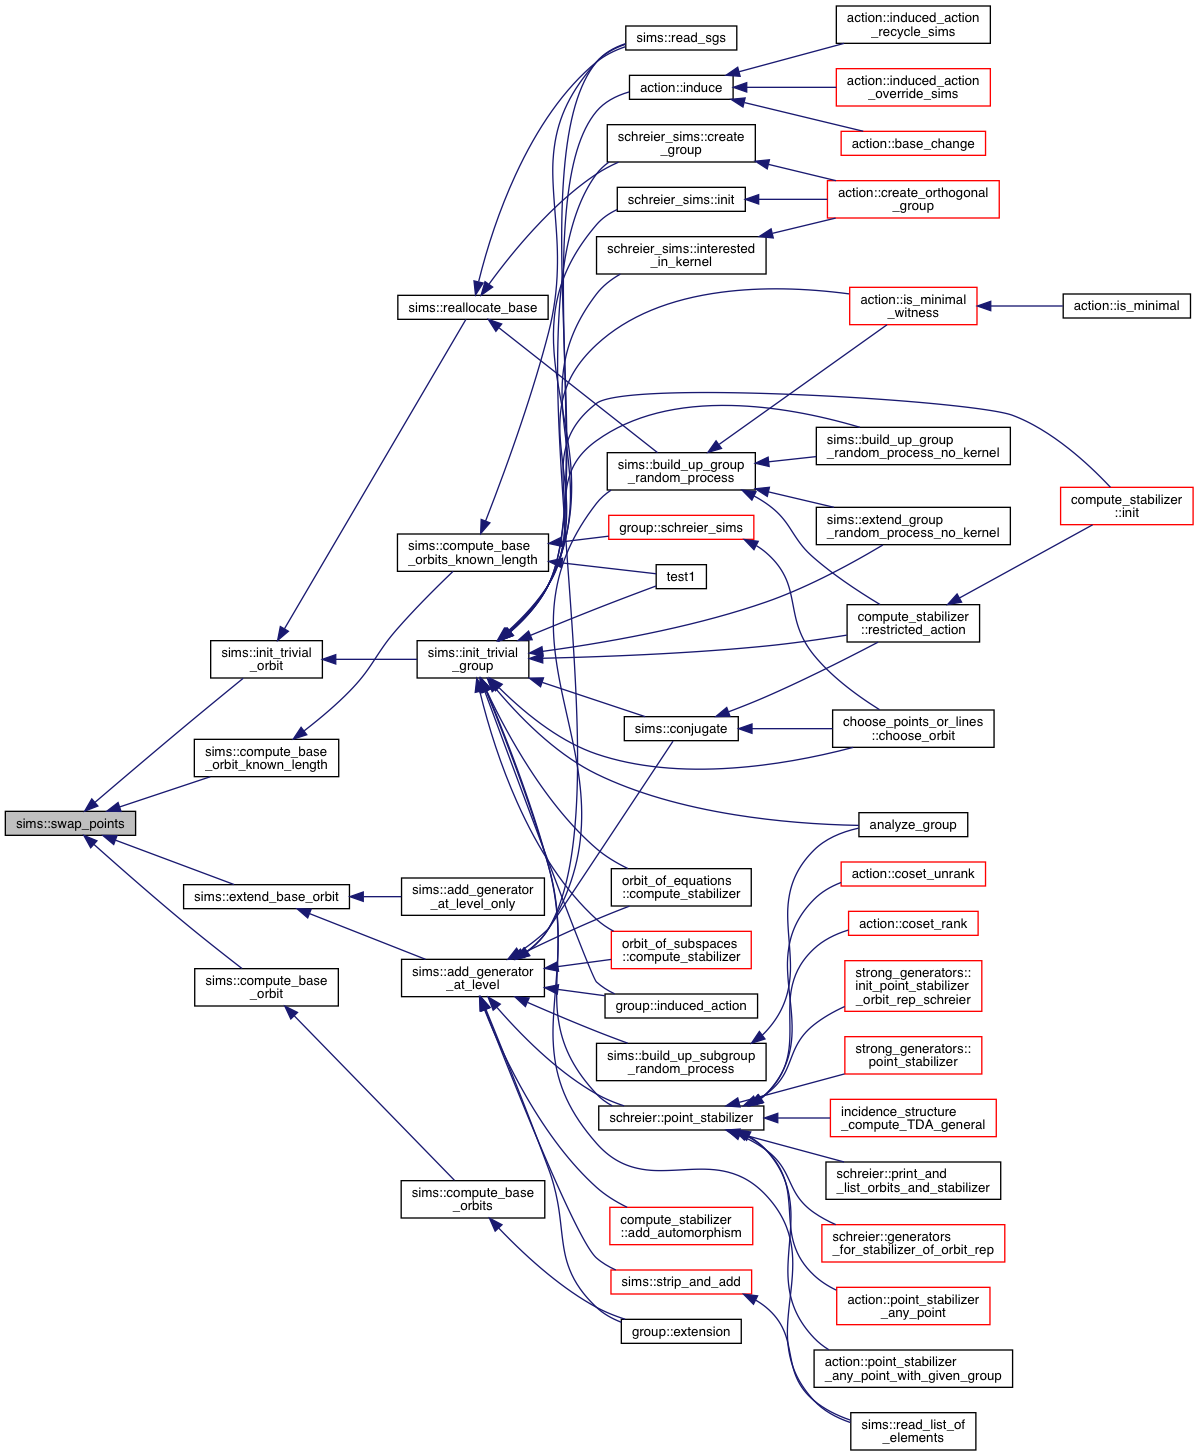 sims::swap_points
sims::init_trivial
_orbit
sims::compute_base
_orbit_known_length
sims::extend_base_orbit
sims::compute_base
_orbit
sims::reallocate_base
sims::compute_base
_orbits_known_length
sims::init_trivial
_group
sims::add_generator
_at_level_only
sims::add_generator
_at_level
sims::compute_base
_orbits
sims::read_sgs
action::induce
schreier_sims::create
_group
schreier_sims::init
schreier_sims::interested
_in_kernel
sims::build_up_group
_random_process
group::schreier_sims
test1
sims::conjugate
orbit_of_equations
::compute_stabilizer
orbit_of_subspaces
::compute_stabilizer
group::induced_action
sims::build_up_subgroup
_random_process
schreier::point_stabilizer
compute_stabilizer
::add_automorphism
sims::strip_and_add
group::extension
action::induced_action
_recycle_sims
action::induced_action
_override_sims
action::base_change
action::create_orthogonal
_group
action::is_minimal
_witness
sims::build_up_group
_random_process_no_kernel
sims::extend_group
_random_process_no_kernel
compute_stabilizer
::restricted_action
choose_points_or_lines
::choose_orbit
analyze_group
action::coset_unrank
action::coset_rank
strong_generators::
init_point_stabilizer
_orbit_rep_schreier
strong_generators::
point_stabilizer
incidence_structure
_compute_TDA_general
schreier::print_and
_list_orbits_and_stabilizer
schreier::generators
_for_stabilizer_of_orbit_rep
action::point_stabilizer
_any_point
action::point_stabilizer
_any_point_with_given_group
sims::read_list_of
_elements
action::is_minimal
compute_stabilizer
::init